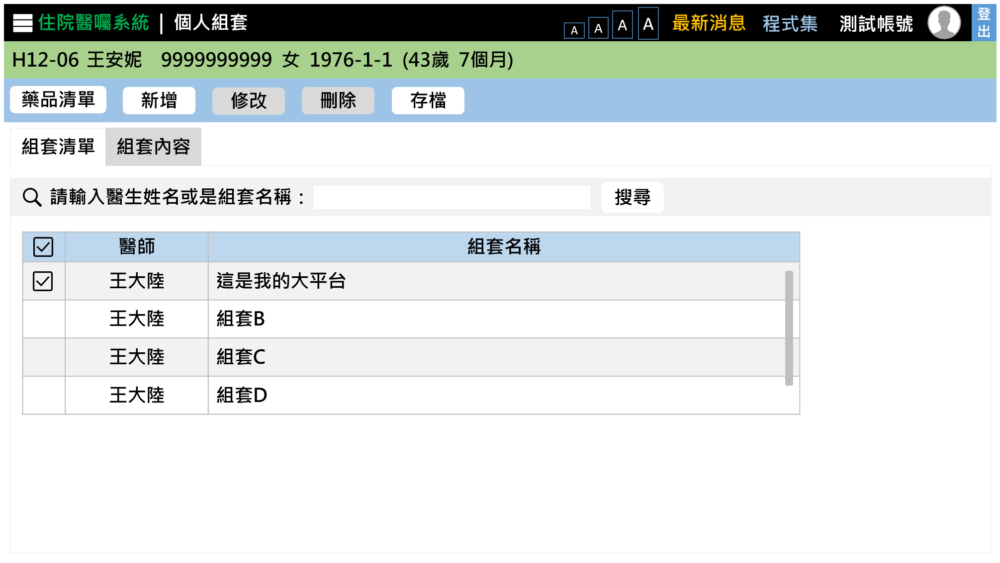 住院醫囑系統 | 個人組套 A A A A 最新消息 程式集 測試帳號 登出
H12-06 王安妮 9999999999 女 1976-1-1 (43歲 7個月)
藥品清單 新增 修改 刪除 存檔
組套清單 組套內容
請輸入醫生姓名或是組套名稱： 搜尋
醫師 組套名稱
王大陸 這是我的大平台
王大陸 組套B
王大陸 組套C
王大陸 組套D